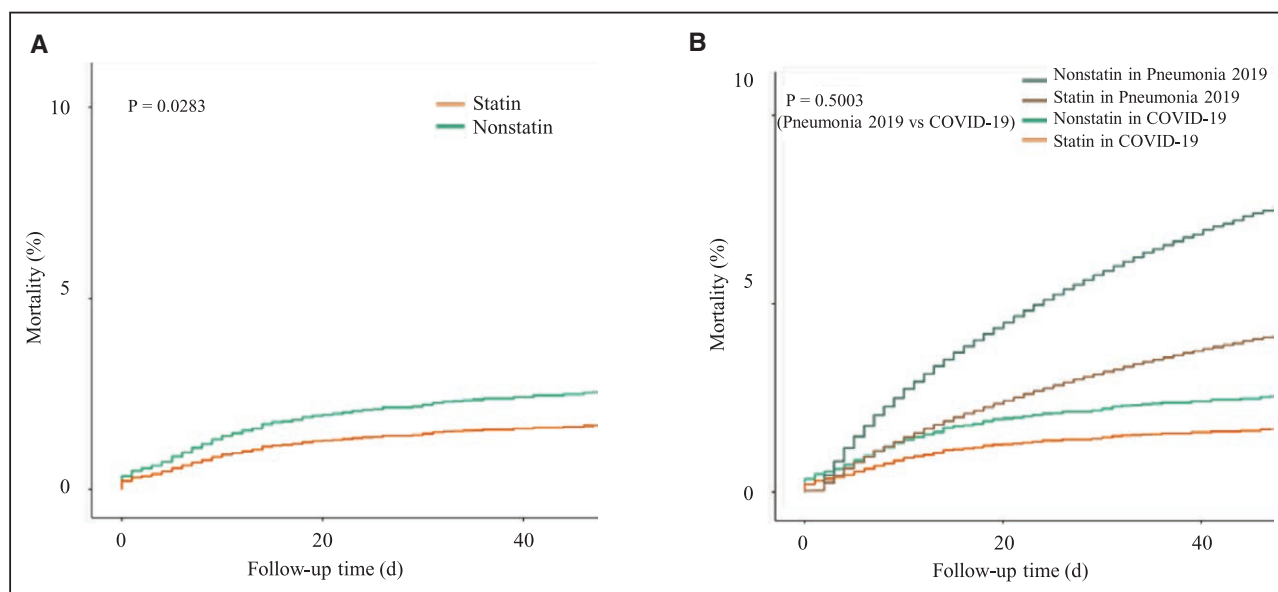 A
P = 0.0283
Statin
Nonstatin
10
5
0
Mortality (%)
0
20
40
Follow-up time (d)
B
P = 0.5003
(Pneumonia 2019 vs COVID-19)
Nonstatin in Pneumonia 2019
Statin in Pneumonia 2019
Nonstatin in COVID-19
Statin in COVID-19
10
5
0
Mortality (%)
0
20
40
Follow-up time (d)